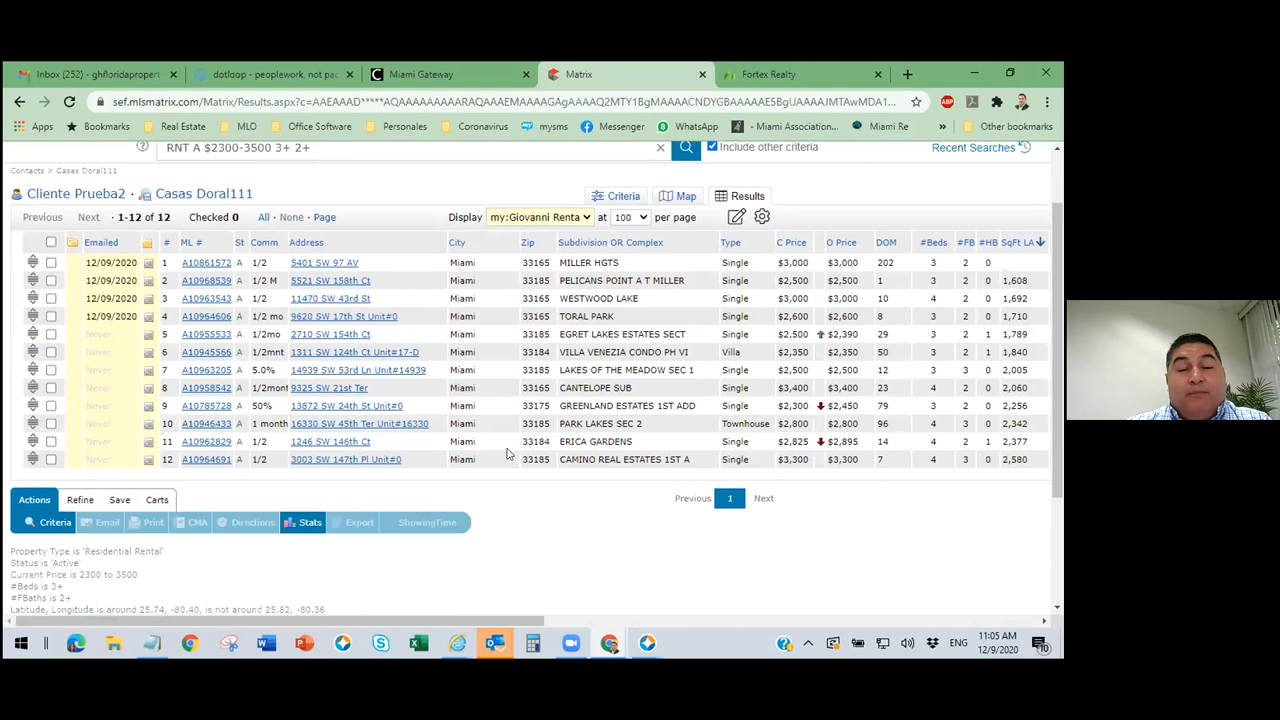 Inbox (252) - ghfloridapropert
dotloop - peoplework, not pa
Miami Gateway
Matrix
Fortex Realty
sef.mlsmatrix.com/Matrix/Results.aspx?c=AAEAAAD*****AQAAAAAAAAARAQAAAEMAAAAGAgAAAAQ2MTY1BgMAAAACNDYGBAAAAAE5BgUAAAAJMTAwMDA1...
Apps Bookmarks Real Estate MLO Office Software Personales Coronavirus mysms Messenger WhatsApp - Miami Association... Miami Re » Other bookmarks
RNT A $2300-3500 3+ 2+ Include other criteria Recent Searches
Contacts > Casas Doral111
Cliente Prueba2 > Casas Doral111 Criteria Map Results
Previous Next · 1-12 of 12 Checked 0 All · None · Page Display my:Giovanni Renta at 100 per page
Emailed # ML # St Comm Address City Zip Subdivision OR Complex Type C Price O Price DOM #Beds #FB #HB SqFt LA
12/09/2020 1 A10861572 A 1/2 5401 SW 97 AV Miami 33165 MILLER HGTS Single $3,000 $3,000 202 3 2 0
12/09/2020 2 A10968539 A 1/2 M 5521 SW 158th Ct Miami 33185 PELICANS POINT A T MILLER Single $2,500 $2,500 1 3 2 0 1,608
12/09/2020 3 A10963543 A 1/2 11470 SW 43rd St Miami 33165 WESTWOOD LAKE Single $3,000 $3,000 10 4 2 0 1,692
12/09/2020 4 A10964606 A 1/2 mo 9620 SW 17th St Unit#0 Miami 33165 TORAL PARK Single $2,600 $2,600 8 3 2 0 1,710
Never 5 A10955533 A 1/2 mo 2710 SW 154th Ct Miami 33185 EGRET LAKES ESTATES SECT Single $2,500 $2,390 29 3 2 1 1,789
Never 6 A10945566 A 1/2mnt 1311 SW 124th Ct Unit#17-D Miami 33184 VILLA VENEZIA CONDO PH VI Villa $2,350 $2,350 50 3 2 1 1,840
Never 7 A10963205 A 5.0% 14939 SW 53rd Ln Unit#14939 Miami 33185 LAKES OF THE MEADOW SEC 1 Single $2,500 $2,500 12 3 2 0 2,005
Never 8 A10958542 A 1/2mont 9325 SW 21st Ter Miami 33165 CANTELOPE SUB Single $3,400 $3,400 23 4 2 0 2,060
Never 9 A10785728 A 50% 13872 SW 24th St Unit#0 Miami 33175 GREENLAND ESTATES 1ST ADD Single $2,300 $2,450 79 3 2 0 2,256
Never 10 A10946433 A 1 month 16330 SW 45th Ter Unit#16330 Miami 33185 PARK LAKES SEC 2 Townhouse $2,800 $2,800 96 4 3 0 2,342
Never 11 A10962829 A 1/2 1246 SW 146th Ct Miami 33184 ERICA GARDENS Single $2,825 $2,895 14 4 2 1 2,377
Never 12 A10964691 A 1/2 3003 SW 147th Pl Unit#0 Miami 33185 CAMINO REAL ESTATES 1ST A Single $3,300 $3,300 7 4 3 0 2,580
Actions Refine Save Carts Previous 1 Next
Criteria Email Print CMA Directions Stats Export ShowingTime
Property Type is 'Residential Rental'
Status is 'Active'
Current Price is 2300 to 3500
#Beds is 3+
#FBaths is 2+
Latitude, Longitude is around 25.74, -80.40, is not around 25.82, -80.36
ENG
11:05 AM
12/9/2020
10